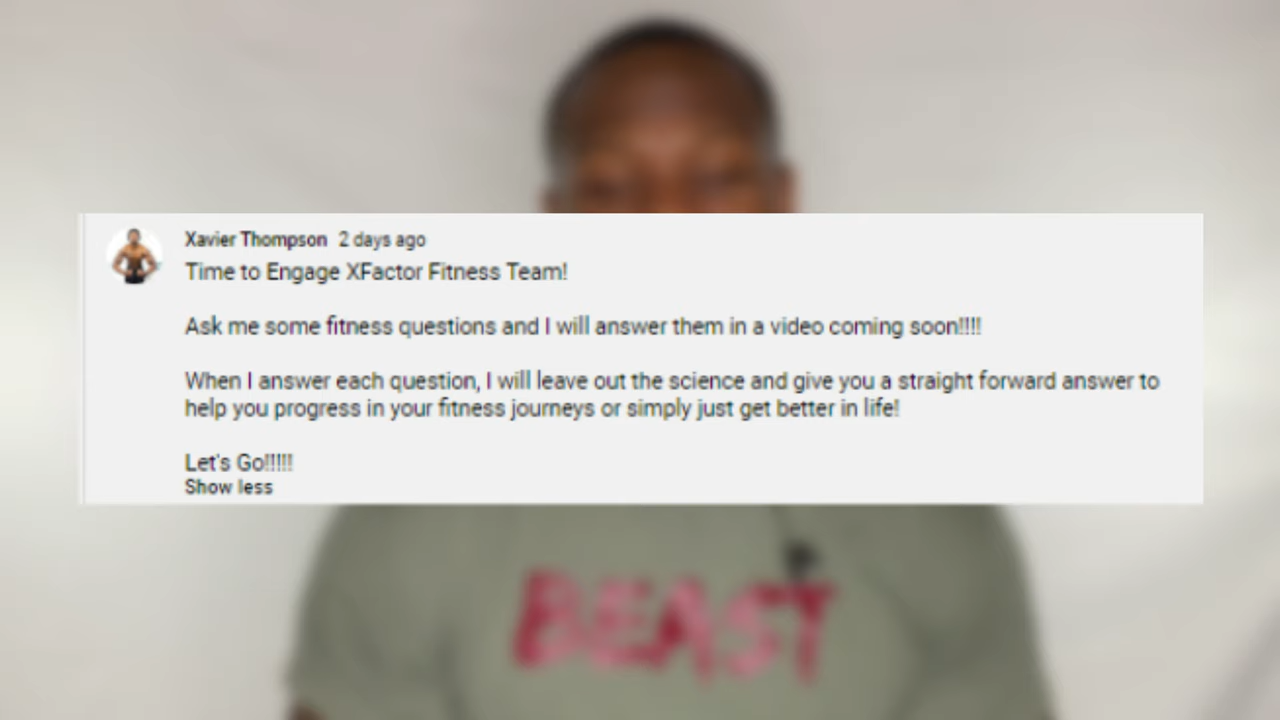 Xavier Thompson 2 days ago
Time to Engage XFactor Fitness Team!
Ask me some fitness questions and I will answer them in a video coming soon!!!!
When I answer each question, I will leave out the science and give you a straight forward answer to
help you progress in your fitness journeys or simply just get better in life!
Let's Go!!!!!
Show less
BEAST